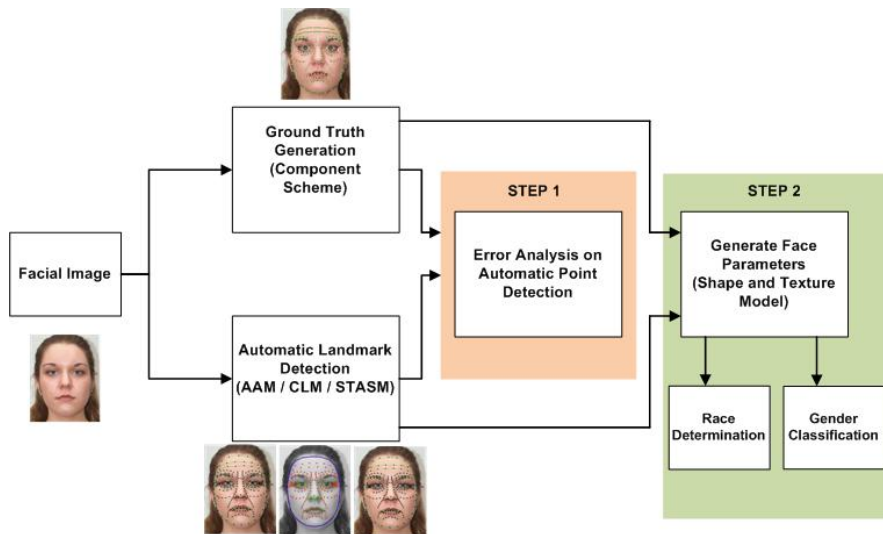 Facial Image
Ground Truth
Generation
(Component
Scheme)
Automatic Landmark
Detection
(AAM / CLM / STASM)
STEP 1
Error Analysis on
Automatic Point
Detection
STEP 2
Generate Face
Parameters
(Shape and Texture
Model)
Race
Determination
Gender
Classification